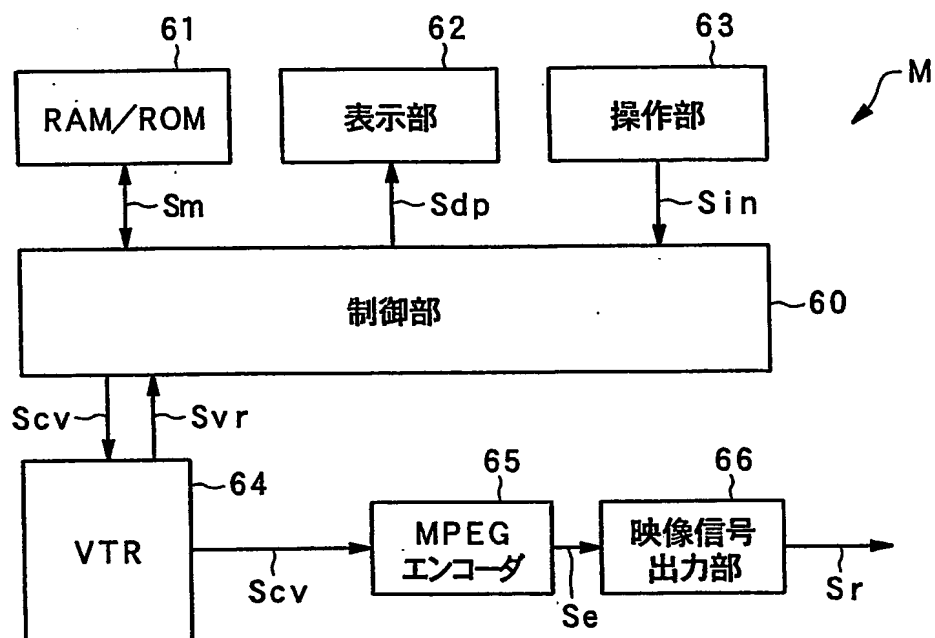 61
62
63
M
RAM/ROM
表示部
操作部
Sm
Sdp
Sin
制御部
60
Scv
Svr
64
65
66
VTR
MPEG
エンコーダ
映像信号
出力部
Scv
Se
Sr